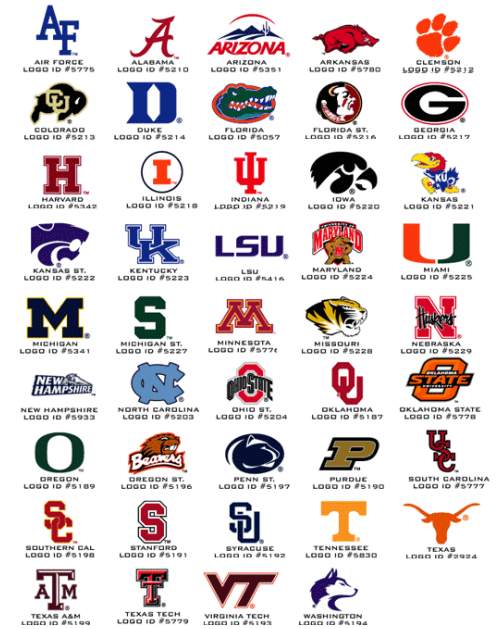 AF
A
ARIZONA
AIR FORCE ALABAMA ARIZONA ARKANSAS CLEMSON
LOGO ID #5775 LOGO ID #5210 LOGO ID #5351 LOGO ID #5780 LOGO ID #5212
CU D G
COLORADO DUKE FLORIDA FLORIDA ST. GEORGIA
LOGO ID #5213 LOGO ID #5214 LOGO ID #5057 LOGO ID #5216 LOGO ID #5217
H I IU KU
HARVARD ILLINOIS INDIANA IOWA KANSAS
LOGO ID #5342 LOGO ID #5218 LOGO ID #5219 LOGO ID #5220 LOGO ID #5221
UK LSU MARYLAND M U
KANSAS ST. KENTUCKY LSU MARYLAND MIAMI
LOGO ID #5222 LOGO ID #5223 LOGO ID #5416 LOGO ID #5224 LOGO ID #5225
M S M N Huskers
MICHIGAN MICHIGAN ST. MINNESOTA MISSOURI NEBRASKA
LOGO ID #5341 LOGO ID #5227 LOGO ID LOGO ID #5228 LOGO ID #5229
NEW HAMPSHIRE NC OHIO STATE OU OKLAHOMA STATE UNIVERSITY
NEW HAMPSHIRE NORTH CAROLINA OHIO ST. OKLAHOMA OKLAHOMA STATE
LOGO ID #5933 LOGO ID #5203 LOGO ID #5204 LOGO ID #5187 LOGO ID #5778
O Beavers P USC
OREGON OREGON ST. PENN ST. PURDUE SOUTH CAROLINA
LOGO ID #5189 LOGO ID #5196 LOGO ID #5197 LOGO ID #5190 LOGO ID #5777
SC S SU T
SOUTHERN CAL STANFORD SYRACUSE TENNESSEE TEXAS
LOGO ID #5198 LOGO ID #5191 LOGO ID #5192 LOGO ID #5830 LOGO ID #2924
ATM TT VT
TEXAS A&M TEXAS TECH VIRGINIA TECH WASHINGTON
LOGO ID #5199 LOGO ID #5779 LOGO ID #5193 LOGO ID #5194